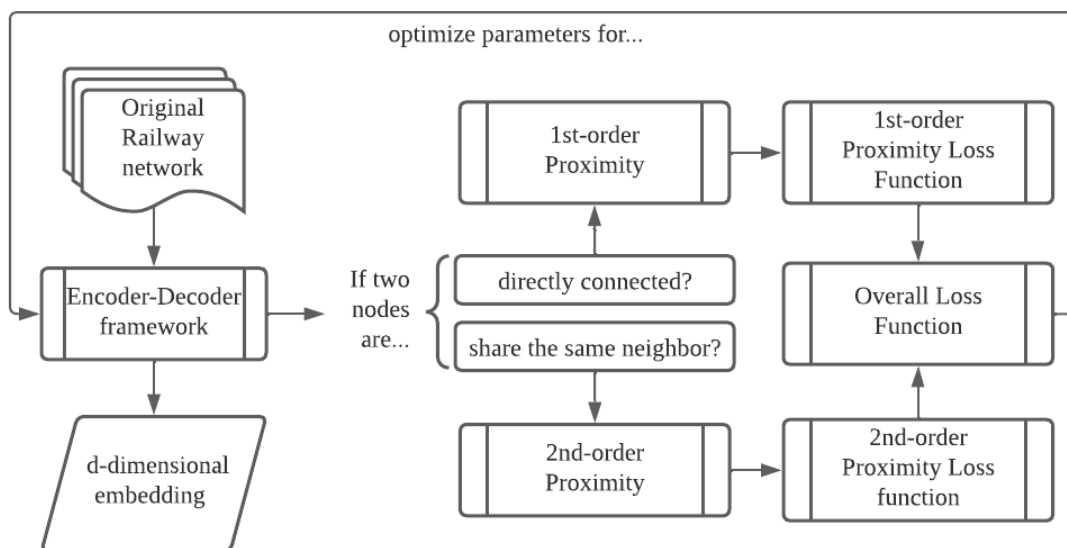 optimize parameters for...
Original
Railway
network
Encoder-Decoder
framework
d-dimensional
embedding
If two
nodes
are...
directly connected?
share the same neighbor?
1st-order
Proximity
1st-order
Proximity Loss
Function
Overall Loss
Function
2nd-order
Proximity
2nd-order
Proximity Loss
function